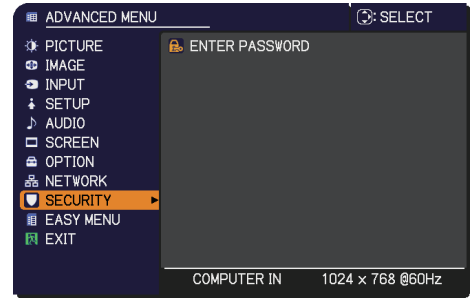 ADVANCED MENU
: SELECT
PICTURE
ENTER PASSWORD
IMAGE
INPUT
SETUP
AUDIO
SCREEN
OPTION
NETWORK
SECURITY
EASY MENU
EXIT
COMPUTER IN 1024 × 768 @60Hz